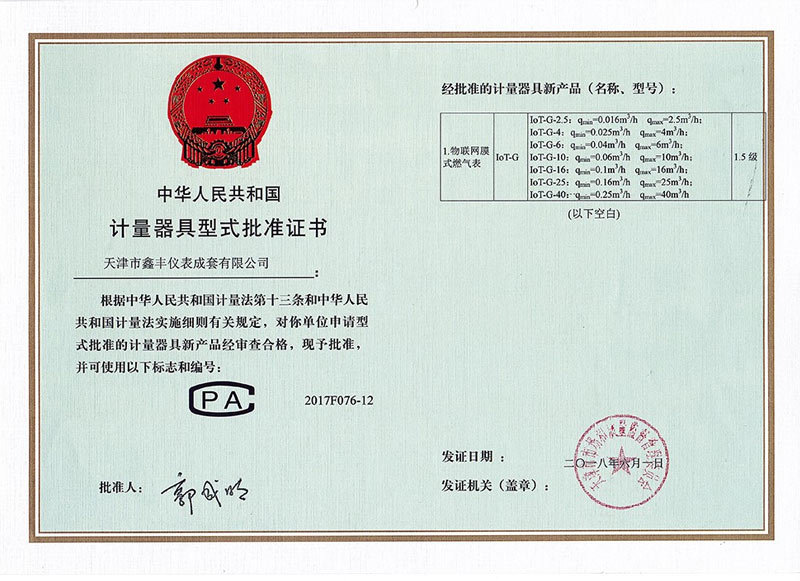 中华人民共和国
计量器具型式批准证书
天津市鑫丰仪表成套有限公司：
根据中华人民共和国计量法第十三条和中华人民
共和国计量法实施细则有关规定，对你单位申请型
式批准的计量器具新产品经审查合格，现予批准，
并可使用以下标志和编号：
CPA 2017F076-12
批准人：
经批准的计量器具新产品（名称、型号）：
1.物联网膜式燃气表
IoT-G
IoT-G-2.5：qmin=0.016m³/h qmax=2.5m³/h;
IoT-G-4：qmin=0.025m³/h qmax=4m³/h;
IoT-G-6：qmin=0.04m³/h qmax=6m³/h;
IoT-G-10：qmin=0.06m³/h qmax=10m³/h;
IoT-G-16：qmin=0.1m³/h qmax=16m³/h;
IoT-G-25：qmin=0.16m³/h qmax=25m³/h;
IoT-G-40：qmin=0.25m³/h qmax=40m³/h
1.5 级
(以下空白)
发证日期：
二〇一八年六月一日
发证机关（盖章）：